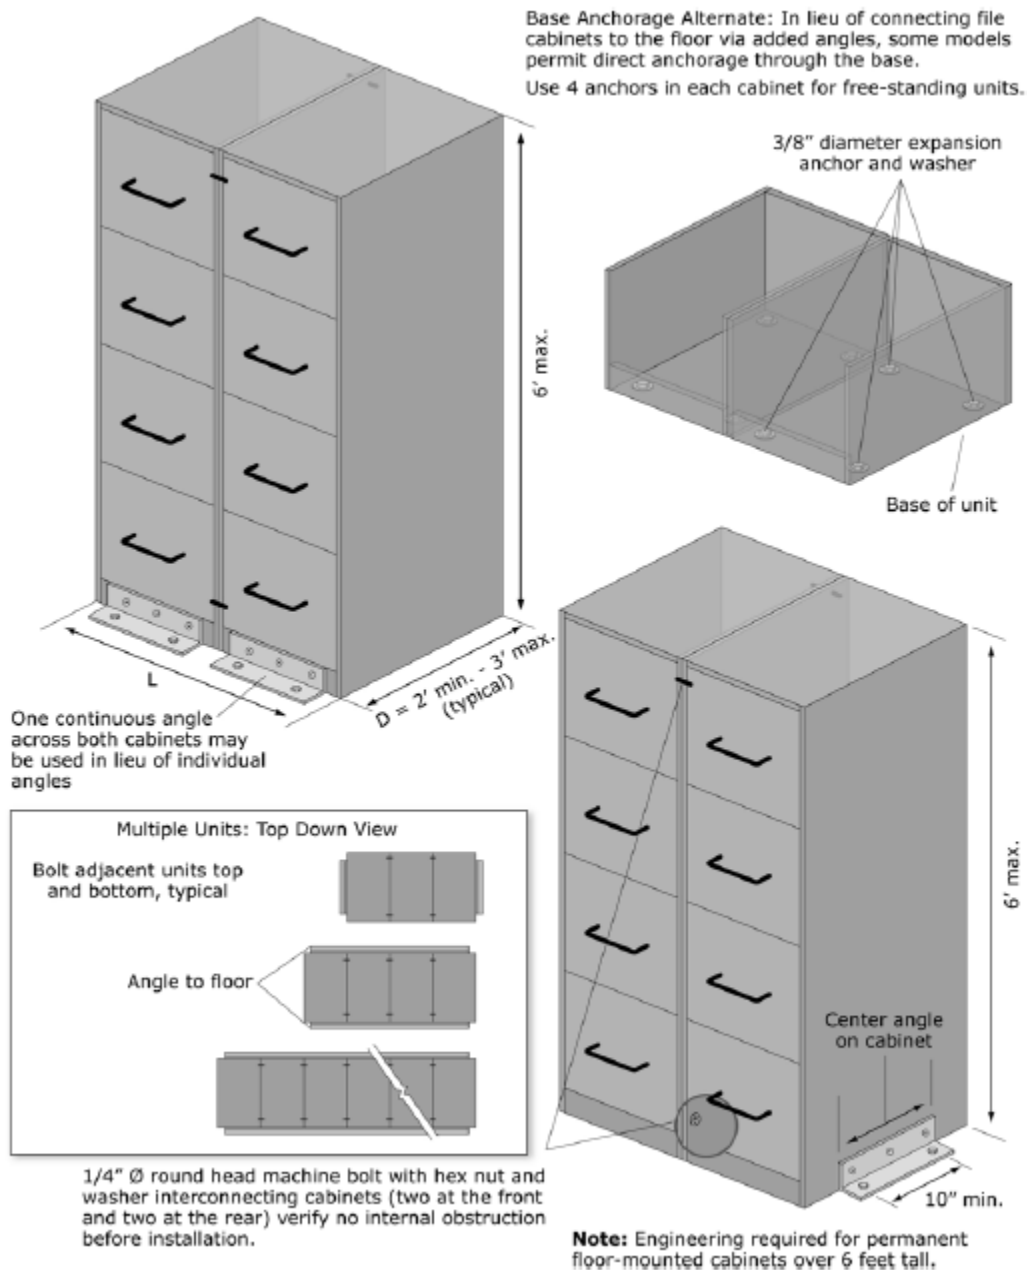 Base Anchorage Alternate: In lieu of connecting file
cabinets to the floor via added angles, some models
permit direct anchorage through the base.
Use 4 anchors in each cabinet for free-standing units.
3/8” diameter expansion
anchor and washer
6’ max.
Base of unit
L
D = 2’ min. - 3’ max.
(typical)
One continuous angle
across both cabinets may
be used in lieu of individual
angles
Multiple Units: Top Down View
Bolt adjacent units top
and bottom, typical
Angle to floor
6’ max.
Center angle
on cabinet
10” min.
1/4” Ø round head machine bolt with hex nut and
washer interconnecting cabinets (two at the front
and two at the rear) verify no internal obstruction
before installation.
Note: Engineering required for permanent
floor-mounted cabinets over 6 feet tall.